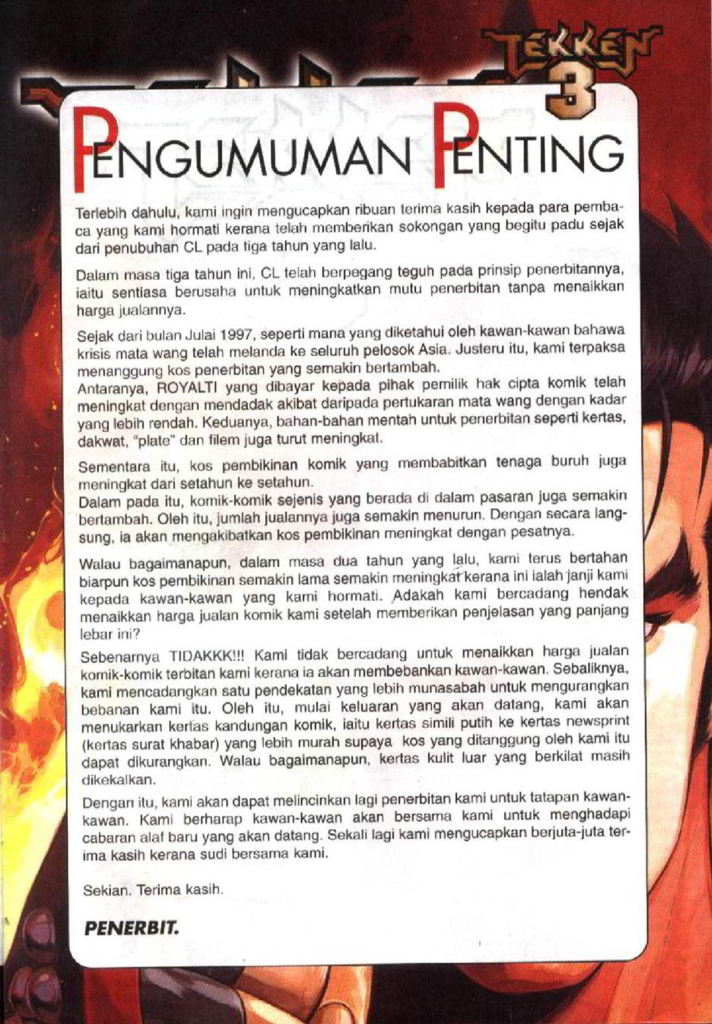 TEKKEN
3
PENGUMUMAN PENTING
Terlebih dahulu, kami ingin mengucapkan ribuan terima kasih kepada para pemba-
ca yang kami hormati kerana telah memberikan sokongan yang begitu padu sejak
dari penubuhan CL pada tiga tahun yang lalu.
Dalam masa tiga tahun ini, CL telah berpegang teguh pada prinsip penerbitannya,
iaitu sentiasa berusaha untuk meningkatkan mutu penerbitan tanpa menaikkan
harga jualannya.
Sejak dari bulan Julai 1997, seperti mana yang diketahui oleh kawan-kawan bahawa
krisis mata wang telah melanda ke seluruh pelosok Asia. Justeru itu, kami terpaksa
menanggung kos penerbitan yang semakin bertambah.
Antaranya, ROYALTI yang dibayar kepada pihak pemilik hak cipta komik telah
meningkat dengan mendadak akibat daripada pertukaran mata wang dengan kadar
yang lebih rendah. Keduanya, bahan-bahan mentah untuk penerbitan seperti kertas,
dakwat, "plate" dan filem juga turut meningkat.
Sementara itu, kos pembikinan komik yang membabitkan tenaga buruh juga
meningkat dari setahun ke setahun.
Dalam pada itu, komik-komik sejenis yang berada di dalam pasaran juga semakin
bertambah. Oleh itu, jumlah jualannya juga semakin menurun. Dengan secara lang-
sung, ia akan mengakibatkan kos pembikinan meningkat dengan pesatnya.
Walau bagaimanapun, dalam masa dua tahun yang lalu, kami terus bertahan
biarpun kos pembikinan semakin lama semakin meningkat kerana ini ialah janji kami
kepada kawan-kawan yang kami hormati. Adakah kami bercadang hendak
menaikkan harga jualan komik kami setelah memberikan penjelasan yang panjang
lebar ini?
Sebenarnya TIDAKKK!!! Kami tidak bercadang untuk menaikkan harga jualan
komik-komik terbitan kami kerana ia akan membebankan kawan-kawan. Sebaliknya,
kami mencadangkan satu pendekatan yang lebih munasabah untuk mengurangkan
bebanan kami itu. Oleh itu, mulai keluaran yang akan datang, kami akan
menukarkan kertas kandungan komik, iaitu kertas simili putih ke kertas newsprint
(kertas surat khabar) yang lebih murah supaya kos yang ditanggung oleh kami itu
dapat dikurangkan. Walau bagaimanapun, kertas kulit luar yang berkilat masih
dikekalkan.
Dengan itu, kami akan dapat melincinkan lagi penerbitan kami untuk tatapan kawan-
kawan. Kami berharap kawan-kawan akan bersama kami untuk menghadapi
cabaran alaf baru yang akan datang. Sekali lagi kami mengucapkan berjuta-juta ter-
ima kasih kerana sudi bersama kami.
Sekian. Terima kasih.
PENERBIT.